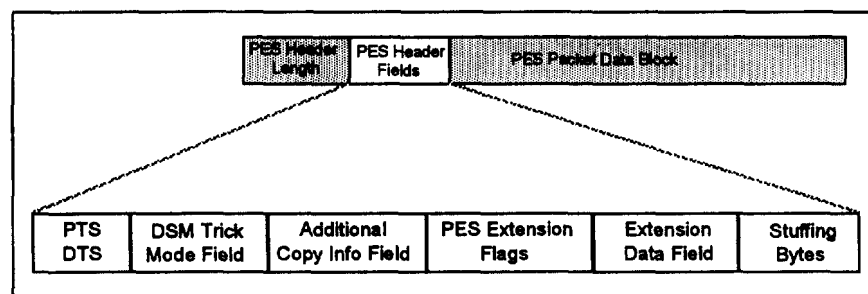 PES Header
Length
PES Header
Fields
PES Packet Data Block
PTS
DTS
DSM Trick
Mode Field
Additional
Copy Info Field
PES Extension
Flags
Extension
Data Field
Stuffing
Bytes